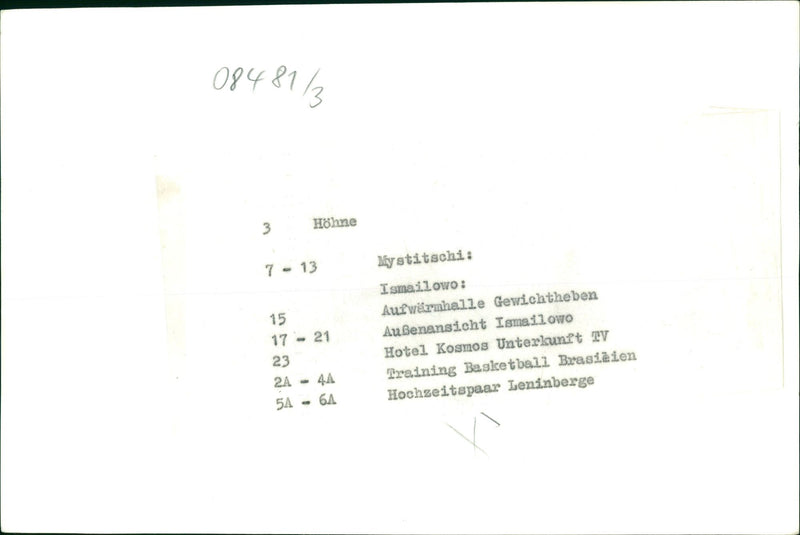 08481/3
3 Höhne
7 - 13 Mystitschi:
Ismailowo:
15 Aufwärmhalle Gewichtheben
17 - 21 Außenansicht Ismailowo
23 Hotel Kosmos Unterkunft TV
2A - 4A Training Basketball Brasilien
5A - 6A Hochzeitspaar Leninberge